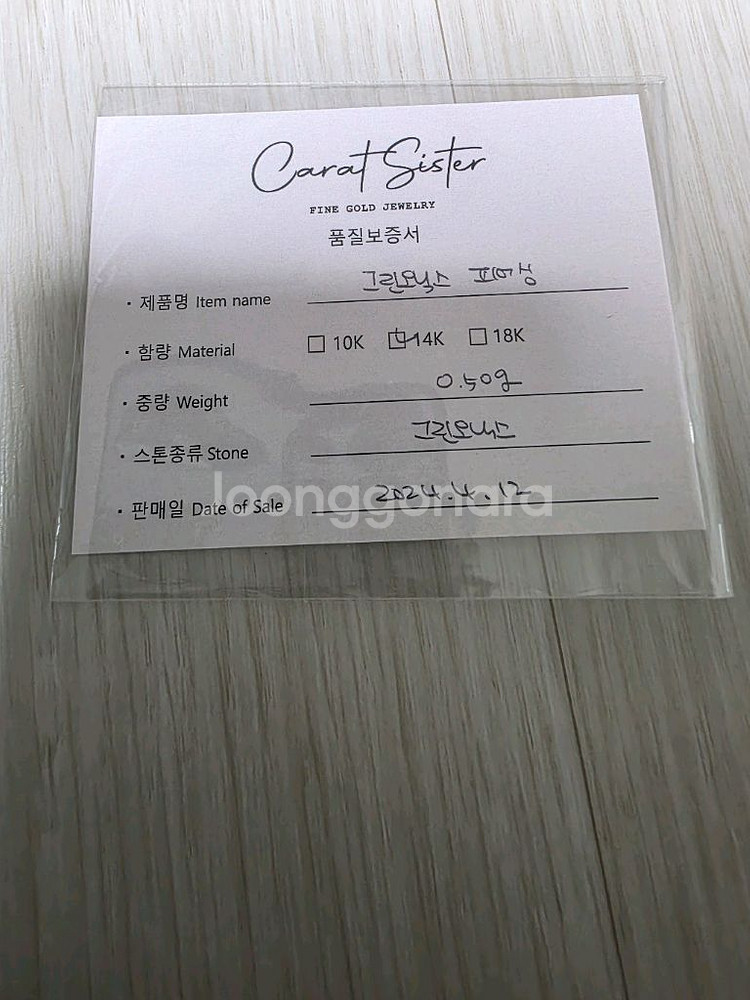 Carat Sister
FINE GOLD JEWELRY
품질보증서
· 제품명 Item name 그린오닉스 피어싱
· 함량 Material □ 10K ☑ 14K □ 18K
· 중량 Weight 0.50g
· 스톤종류 Stone 그린오닉스
· 판매일 Date of Sale 2024.4.12
joonggonara